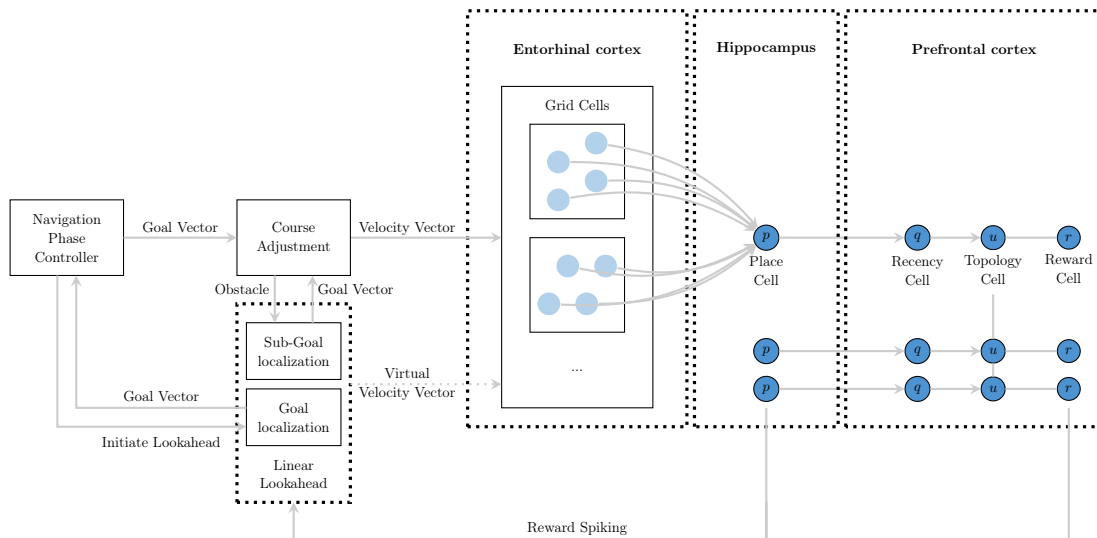 Entorhinal cortex
Hippocampus
Prefrontal cortex
Grid Cells
Navigation
Phase
Controller
Goal Vector
Course
Adjustment
Velocity Vector
p
Place
Cell
q
Recency
Cell
u
Topology
Cell
r
Reward
Cell
Obstacle
Goal Vector
Sub-Goal
localization
p
q
u
r
...
Virtual
Velocity Vector
p
q
u
r
Goal Vector
Goal
localization
Initiate Lookahead
Linear
Lookahead
Reward Spiking